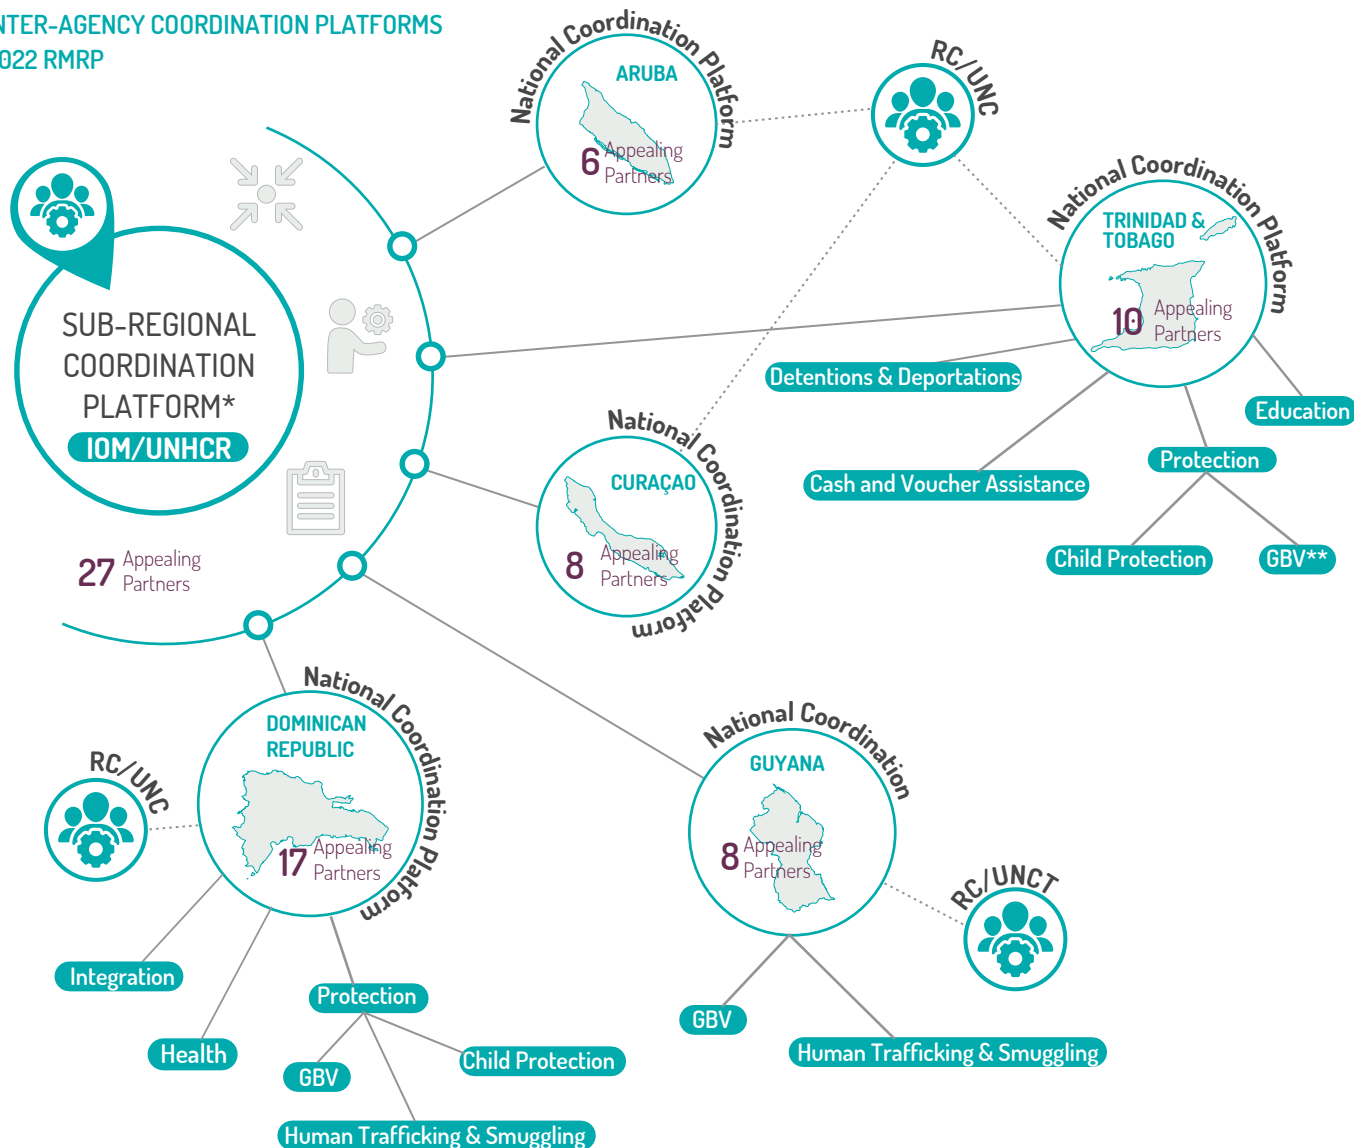 NTER-AGENCY COORDINATION PLATFORMS
022 RMRP
SUB-REGIONAL
COORDINATION
PLATFORM*
IOM/UNHCR
27 Appealing
Partners
National Coordination Platform
ARUBA
6 Appealing
Partners
RC/UNC
National Coordination Platform
TRINIDAD &
TOBAGO
10 Appealing
Partners
Detentions & Deportations
Education
Cash and Voucher Assistance
Protection
Child Protection
GBV**
National Coordination Platform
CURAÇAO
8 Appealing
Partners
National Coordination Platform
DOMINICAN
REPUBLIC
17 Appealing
Partners
RC/UNC
Integration
Health
Protection
GBV
Child Protection
Human Trafficking & Smuggling
National Coordination
GUYANA
8 Appealing
Partners
RC/UNCT
GBV
Human Trafficking & Smuggling